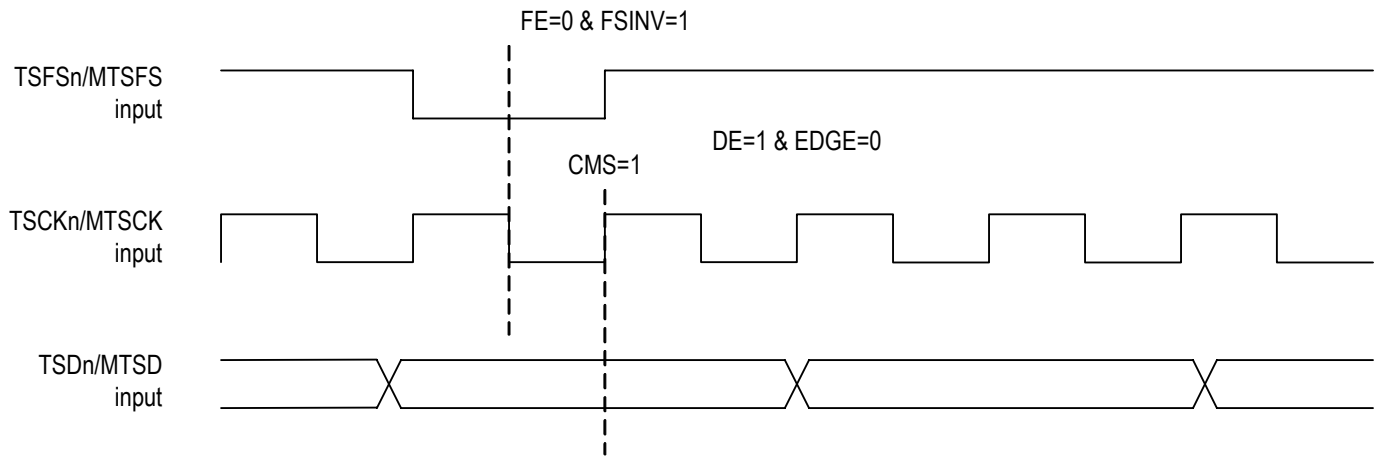 FE=0 & FSINV=1
TSFSn/MTSFS
input
DE=1 & EDGE=0
CMS=1
TSCKn/MTSCK
input
TSDn/MTSD
input